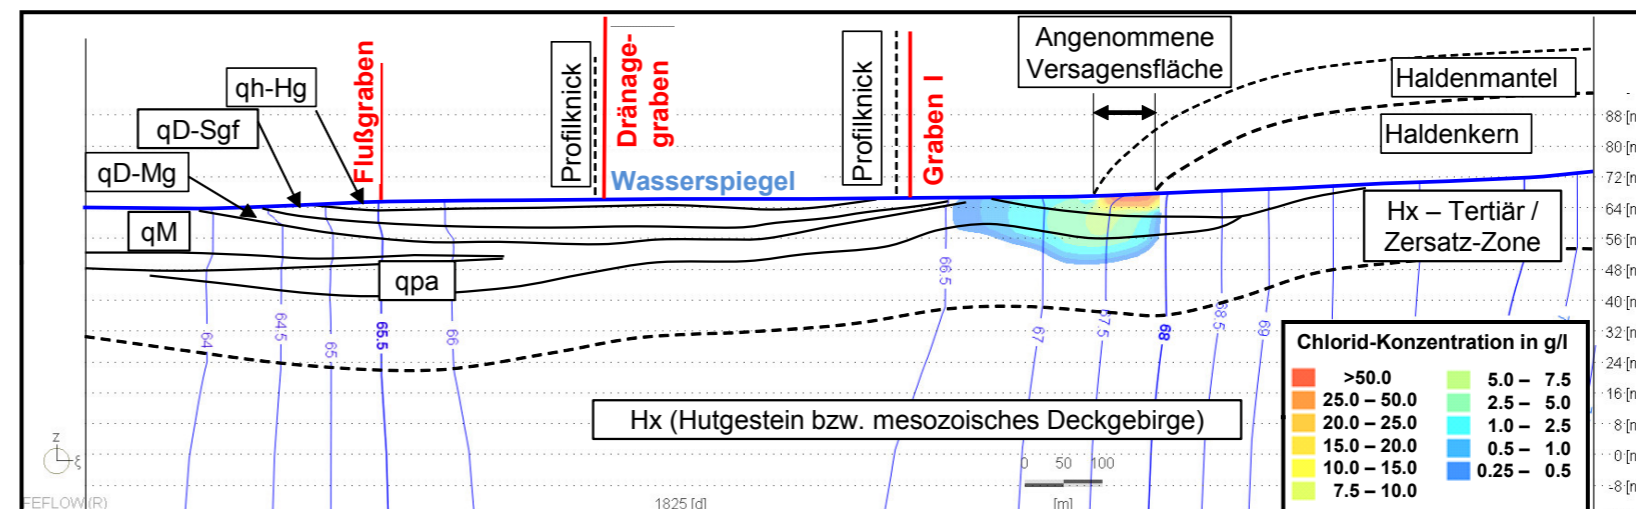 Angenommene
Versagensfläche
Haldenmantel
Haldenkern
qh-Hg
qD-Sgf
qD-Mg
qM
qpa
Flußgraben
Profilknick
Dränage-
graben
Wasserspiegel
Profilknick
Graben I
Hx – Tertiär /
Zersatz-Zone
Hx (Hutgestein bzw. mesozoisches Deckgebirge)
64
64.5
65
65.5
66
66.5
67
67.5
68
68.5
69
88
80
72
64
56
48
40
32
24
16
8
0
-8
Chlorid-Konzentration in g/l
>50.0
25.0 – 50.0
20.0 – 25.0
15.0 – 20.0
10.0 – 15.0
7.5 – 10.0
5.0 – 7.5
2.5 – 5.0
1.0 – 2.5
0.5 – 1.0
0.25 – 0.5
z
ξ
FEFLOW (R)
1825 [d]
0 50 100
[m]